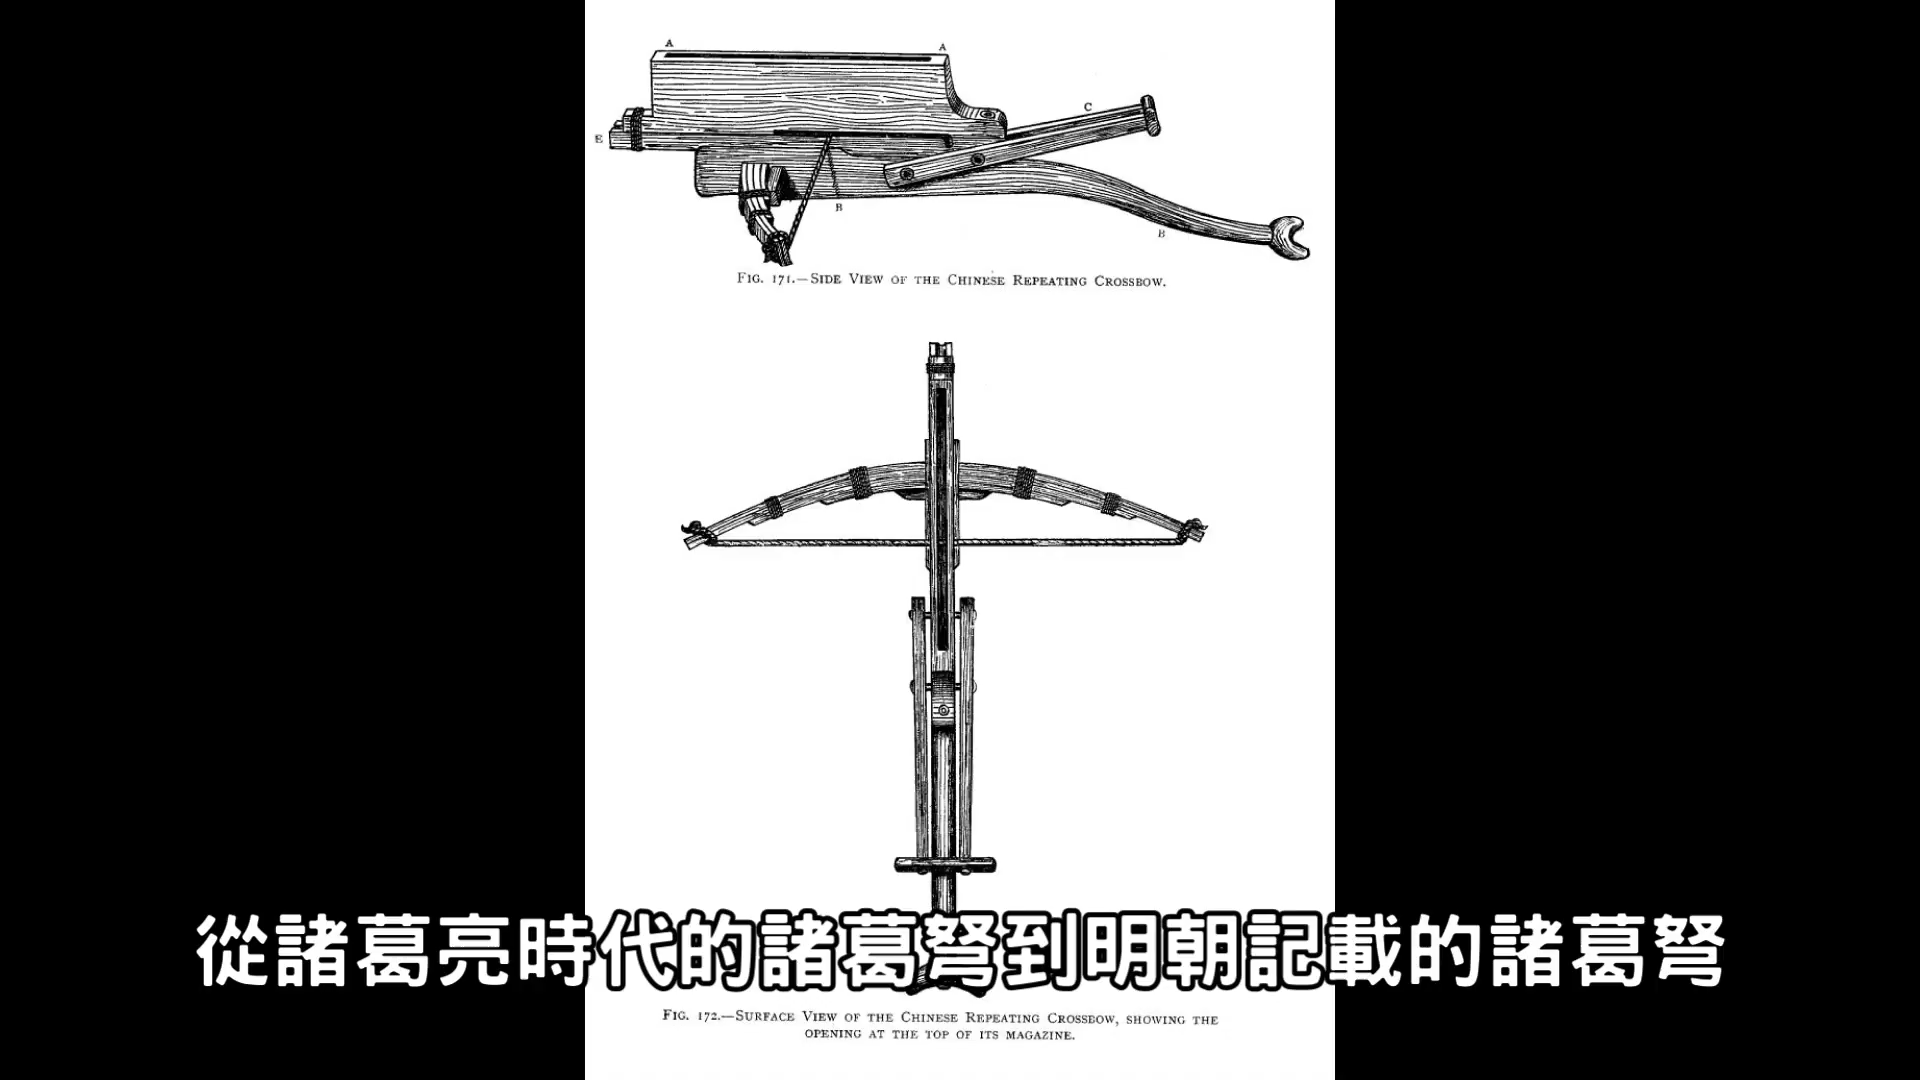 A A
C
E
B
B
FIG. 171.—SIDE VIEW OF THE CHINESE REPEATING CROSSBOW.
從諸葛亮時代的諸葛弩到明朝記載的諸葛弩
FIG. 172.—SURFACE VIEW OF THE CHINESE REPEATING CROSSBOW, SHOWING THE
OPENING AT THE TOP OF ITS MAGAZINE.